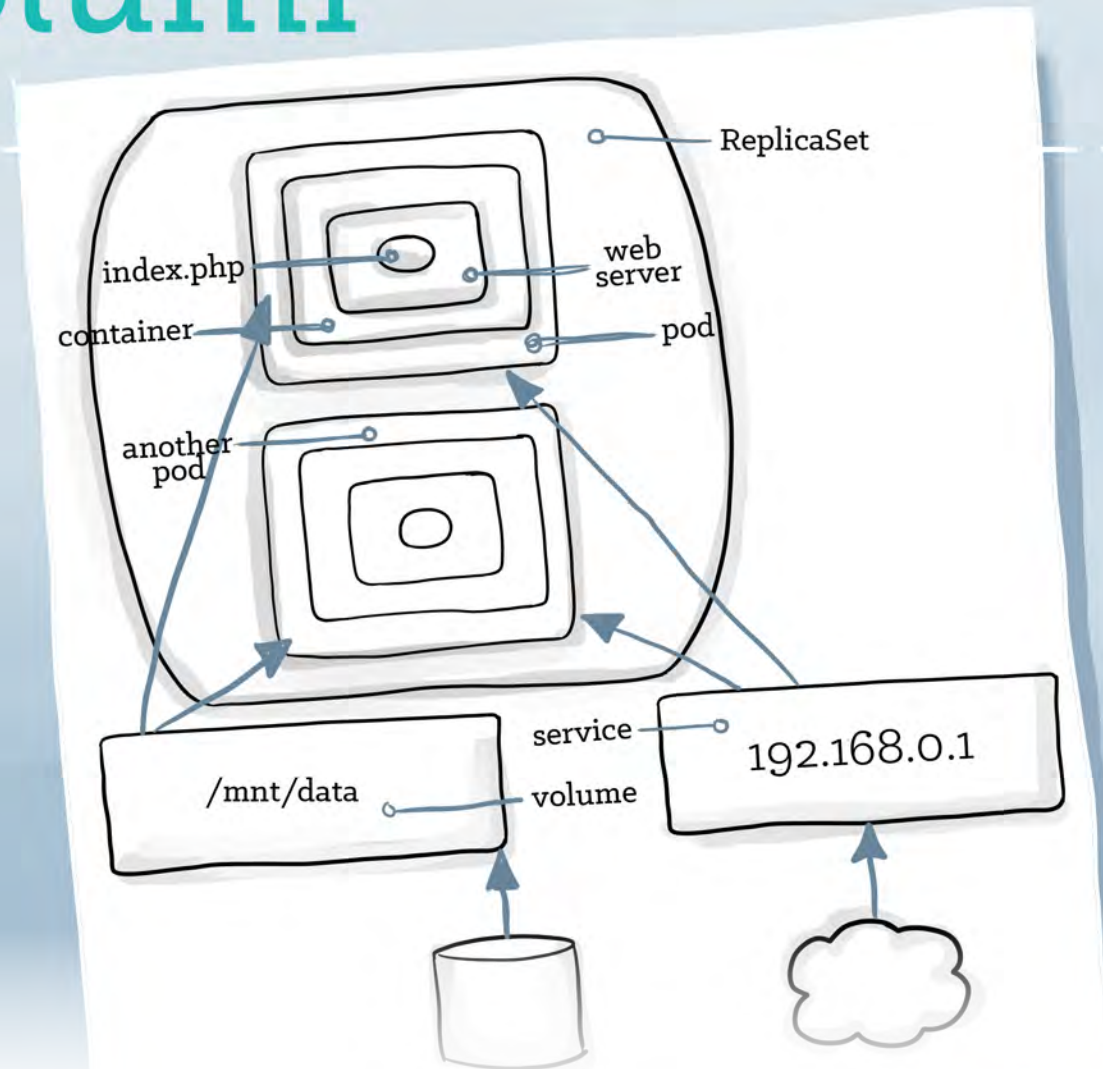 ReplicaSet
index.php
web
server
container
pod
another
pod
service
192.168.0.1
/mnt/data
volume